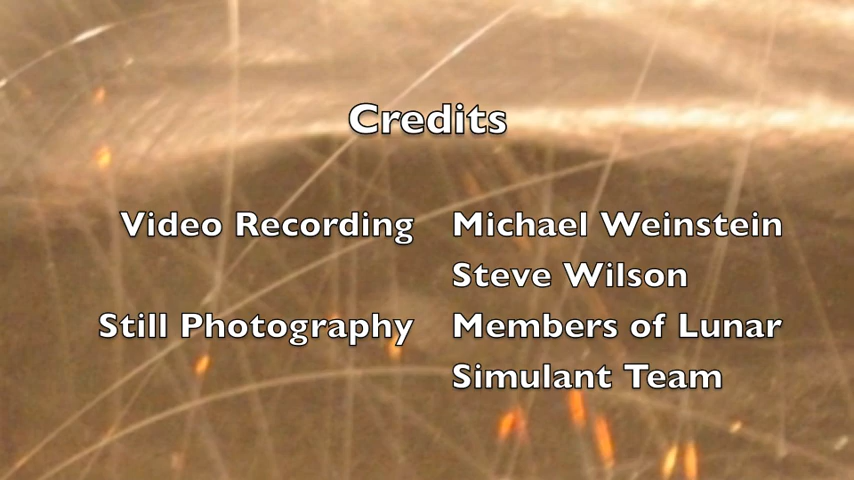 Credits
Video Recording Michael Weinstein
Steve Wilson
Still Photography Members of Lunar
Simulant Team